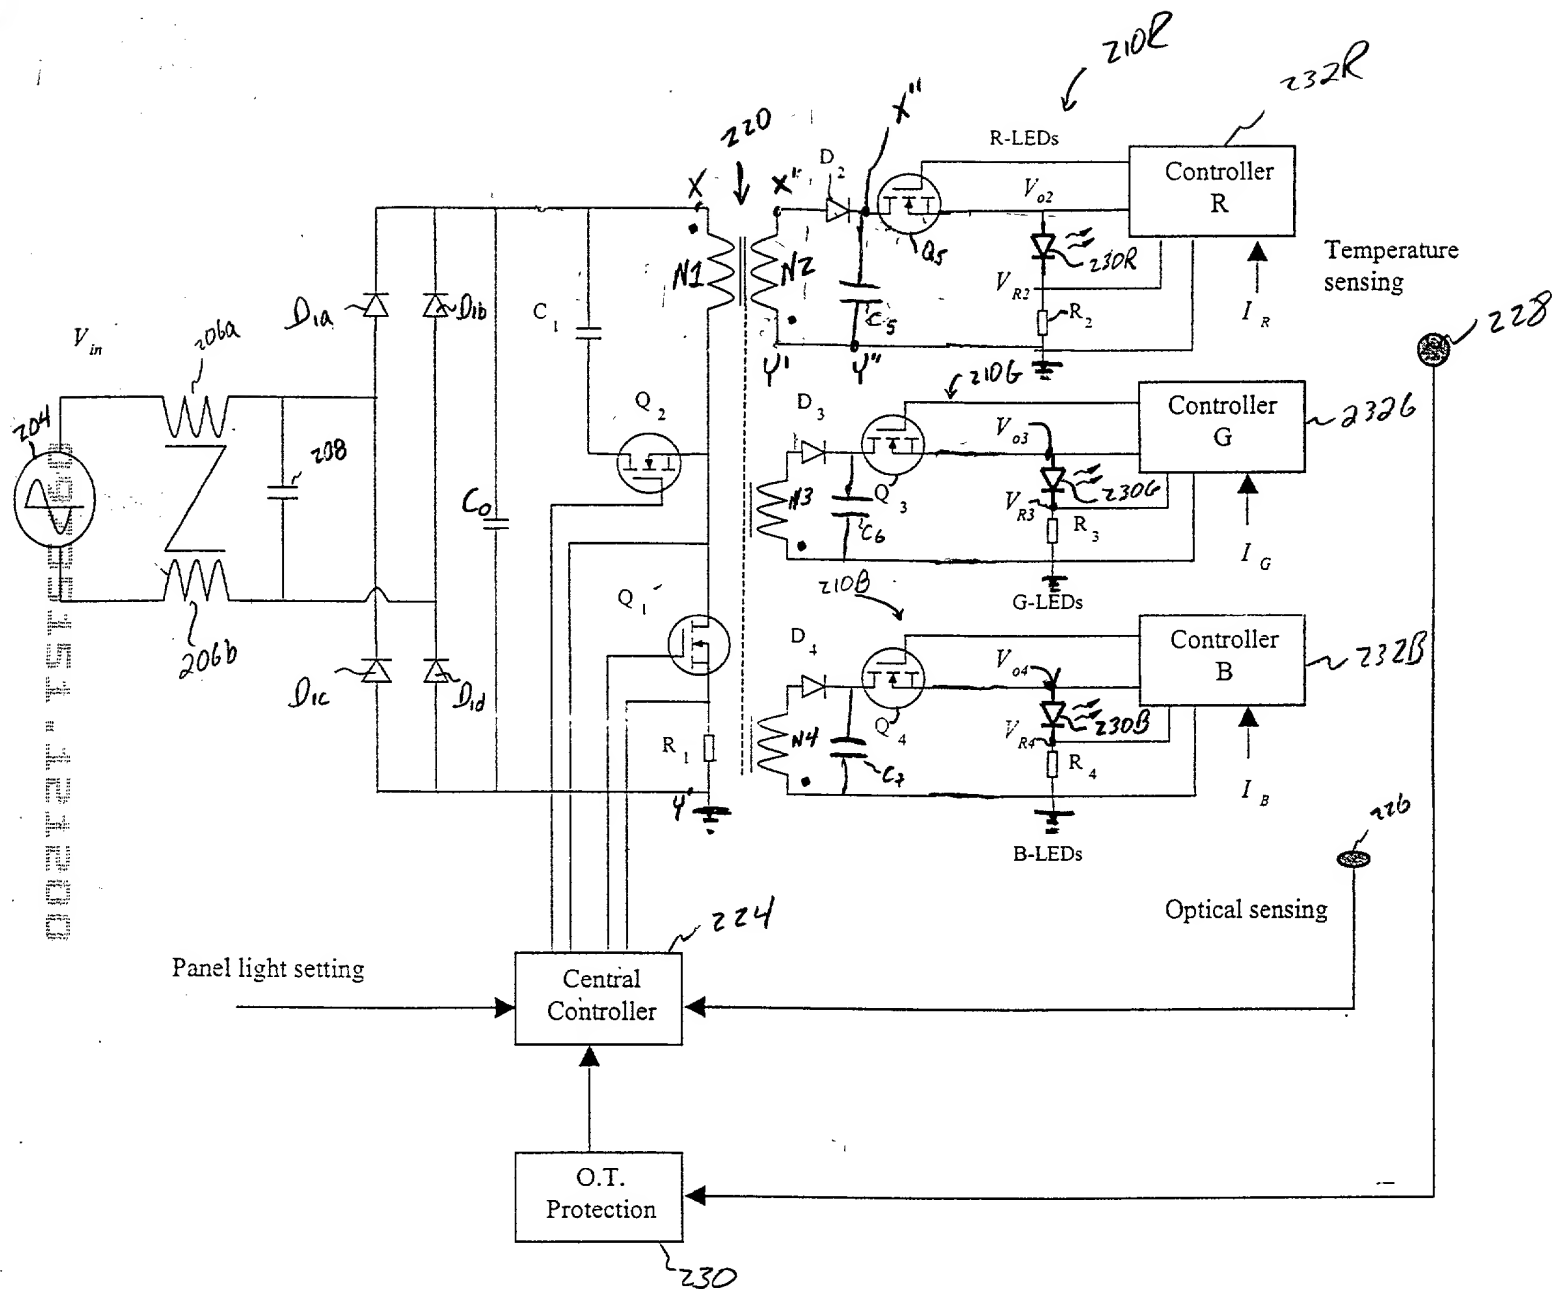 210R
232R
220
X"
D2
R-LEDs
Controller
R
Vo2
X
X'
N1
N2
Q5
230R
C5
VR2
R2
IR
Temperature
sensing
228
D1a
D1b
C1
Vin
206a
Y'
Y"
210G
Q2
D3
Vo3
Controller
G
232G
204
208
C0
N3
Q3
C6
VR3
230G
R3
IG
G-LEDs
Q1
210B
206b
D4
Vo4
Controller
B
232B
D1c
D1d
R1
N4
Q4
C7
VR4
230B
R4
IB
Y
B-LEDs
226
Optical sensing
224
Panel light setting
Central
Controller
O.T.
Protection
230
151.121200